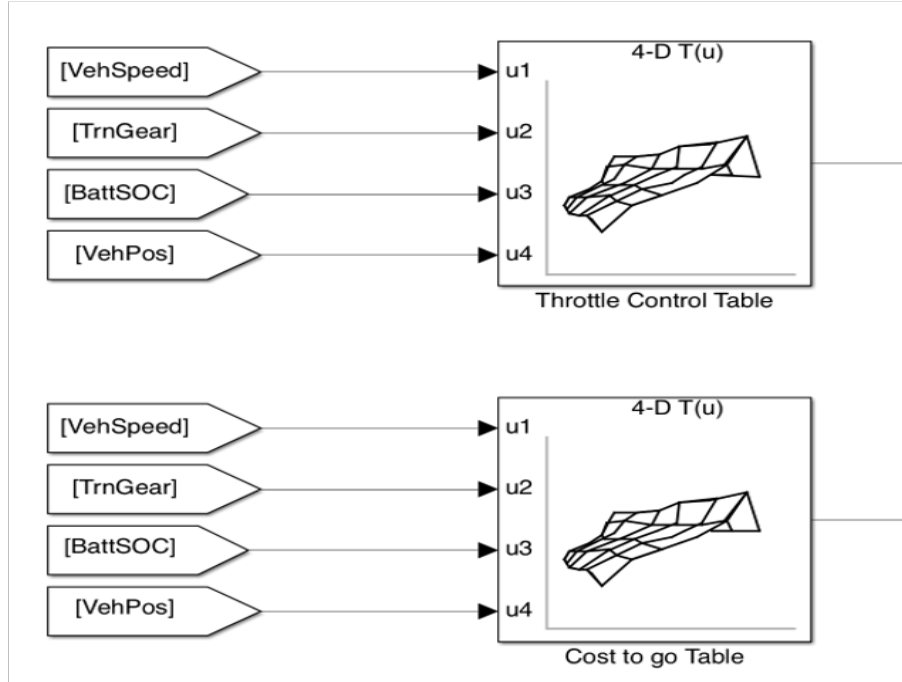 4-D T(u)
[VehSpeed]
u1
[TrnGear]
u2
[BattSOC]
u3
[VehPos]
u4
Throttle Control Table
4-D T(u)
[VehSpeed]
u1
[TrnGear]
u2
[BattSOC]
u3
[VehPos]
u4
Cost to go Table